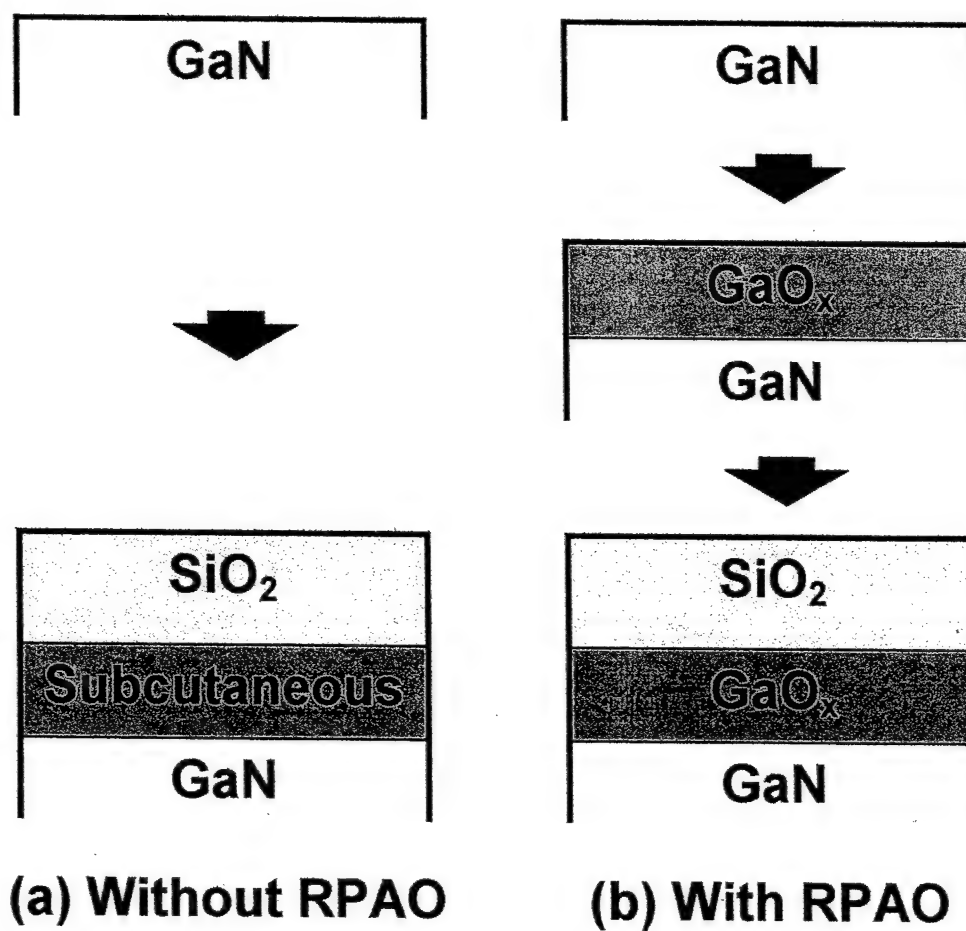 GaN
SiO₂
Subcutaneous
GaN
(a) Without RPAO
GaN
GaOₓ
GaN
SiO₂
GaOₓ
GaN
(b) With RPAO